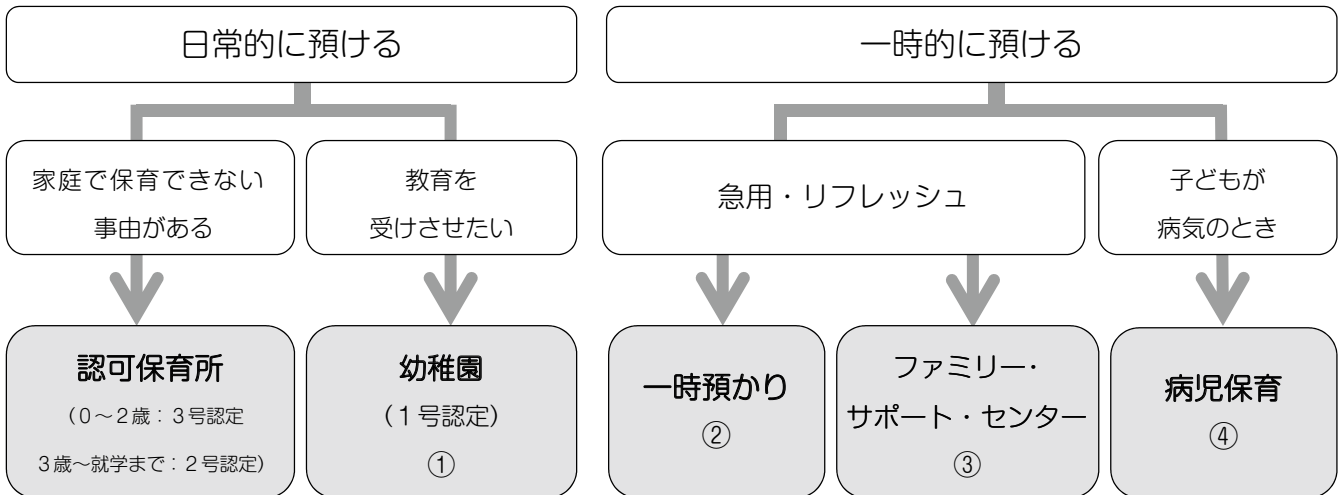 日常的に預ける
一時的に預ける
家庭で保育できない
事由がある
教育を
受けさせたい
急用・リフレッシュ
子どもが
病気のとき
認可保育所
（0～2歳：3号認定
3歳～就学まで：2号認定）
幼稚園
（1号認定）
①
一時預かり
②
ファミリー・
サポート・センター
③
病児保育
④